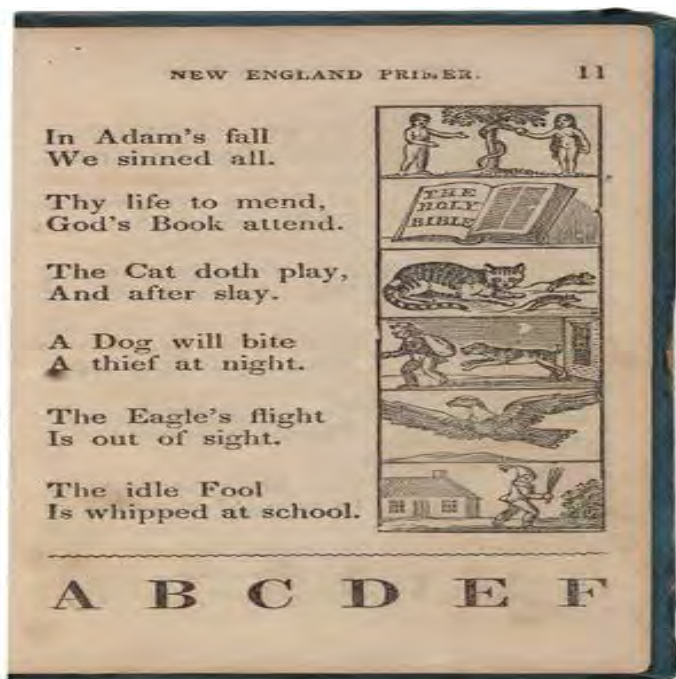 NEW ENGLAND PRIMER. 11
In Adam's fall
We sinned all.
Thy life to mend,
God's Book attend.
The Cat doth play,
And after slay.
A Dog will bite
A thief at night.
The Eagle's flight
Is out of sight.
The idle Fool
Is whipped at school.
THE
HOLY
BIBLE
A B C D E F